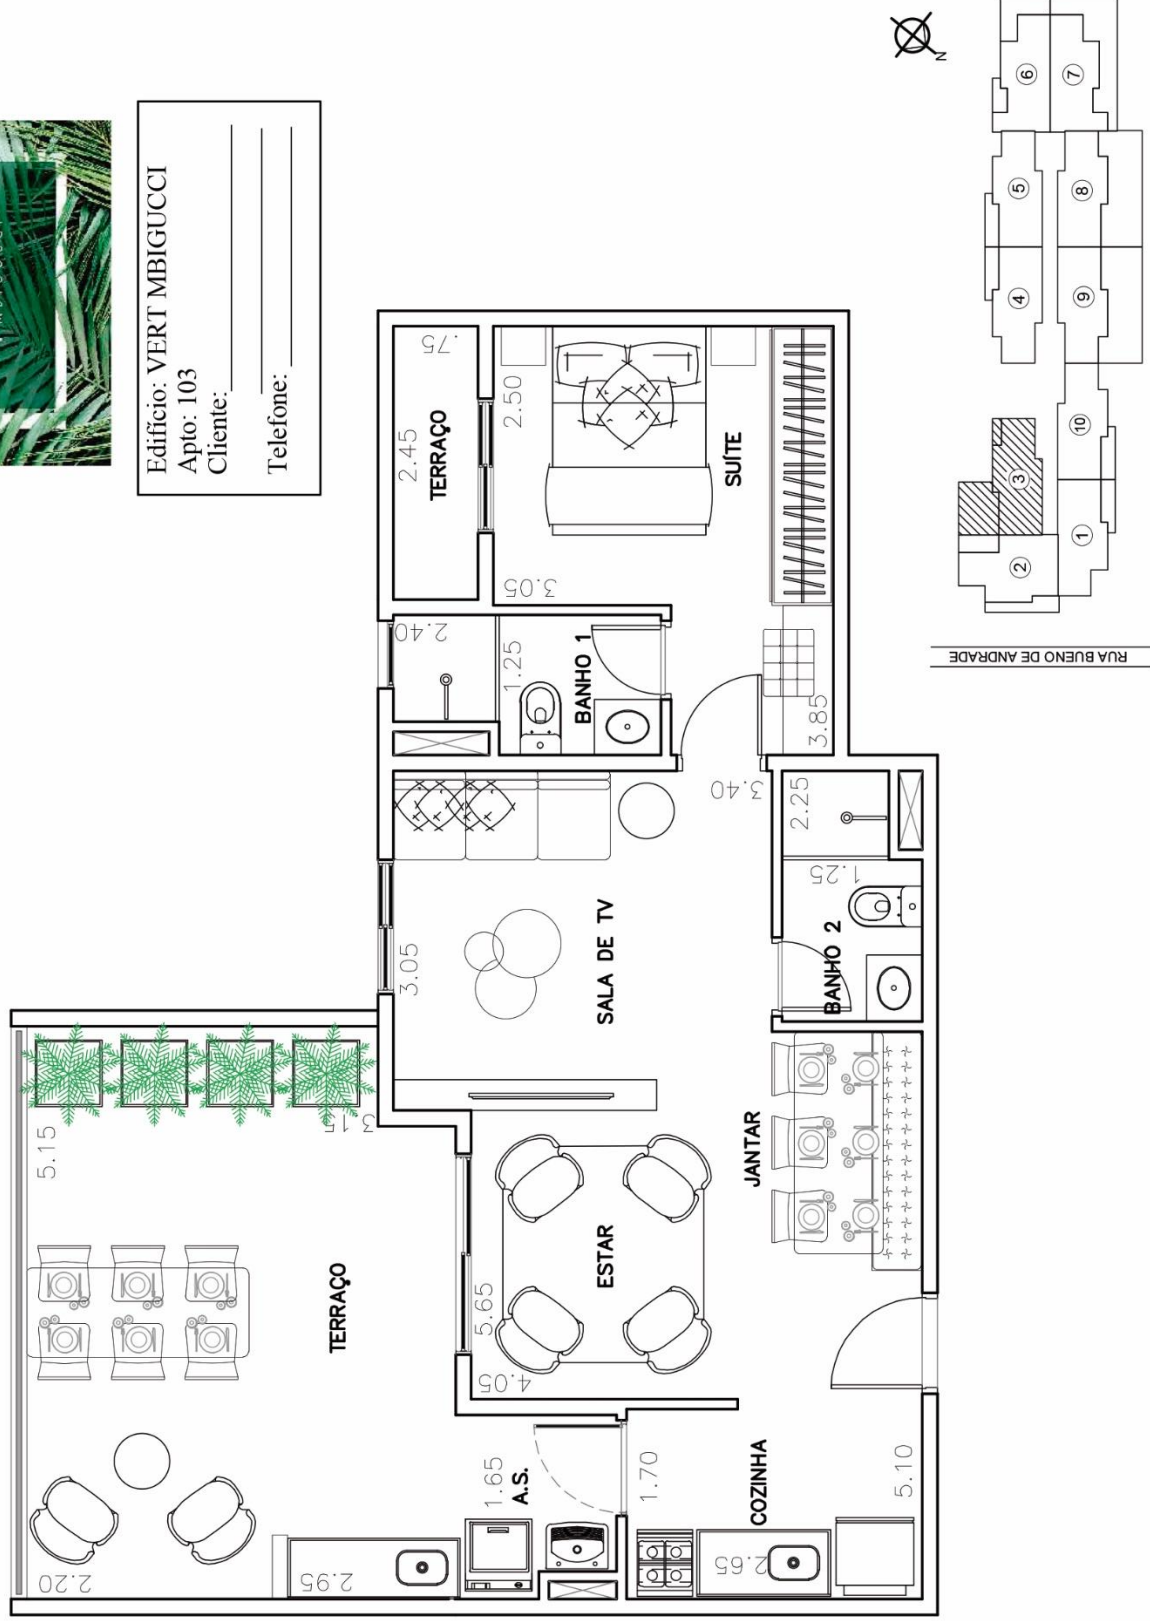 Edifício: VERT MBIGUCCI
Apto: 103
Cliente:
Telefone:
N
6
7
5
8
4
9
10
3
1
2
RUA BUENO DE ANDRADE
.75
2.45
TERRAÇO
2.50
3.05
SUÍTE
2.40
1.25
BANHO 1
3.85
3.40
2.25
1.25
BANHO 2
3.05
SALA DE TV
5.15
3.15
TERRAÇO
JANTAR
ESTAR
5.65
4.05
1.65
A.S.
1.70
COZINHA
5.10
2.65
2.95
2.20